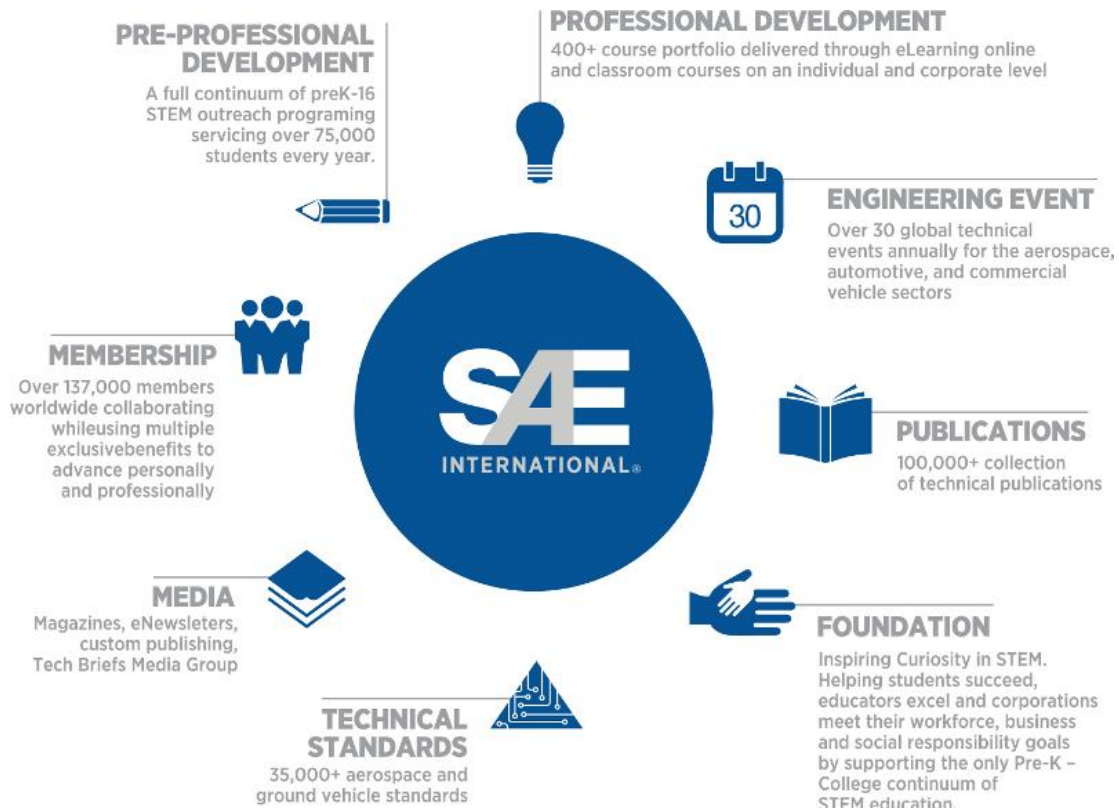 PRE-PROFESSIONAL
DEVELOPMENT
A full continuum of preK-16
STEM outreach programing
servicing over 75,000
students every year.
PROFESSIONAL DEVELOPMENT
400+ course portfolio delivered through eLearning online
and classroom courses on an individual and corporate level
30
ENGINEERING EVENT
Over 30 global technical
events annually for the aerospace,
automotive, and commercial
vehicle sectors
MEMBERSHIP
Over 137,000 members
worldwide collaborating
whileusing multiple
exclusivebenefits to
advance personally
and professionally
SAE
INTERNATIONAL®
PUBLICATIONS
100,000+ collection
of technical publications
MEDIA
Magazines, eNewsleters,
custom publishing,
Tech Briefs Media Group
TECHNICAL
STANDARDS
35,000+ aerospace and
ground vehicle standards
FOUNDATION
Inspiring Curiosity in STEM.
Helping students succeed,
educators excel and corporations
meet their workforce, business
and social responsibility goals
by supporting the only Pre-K –
College continuum of
STEM education.